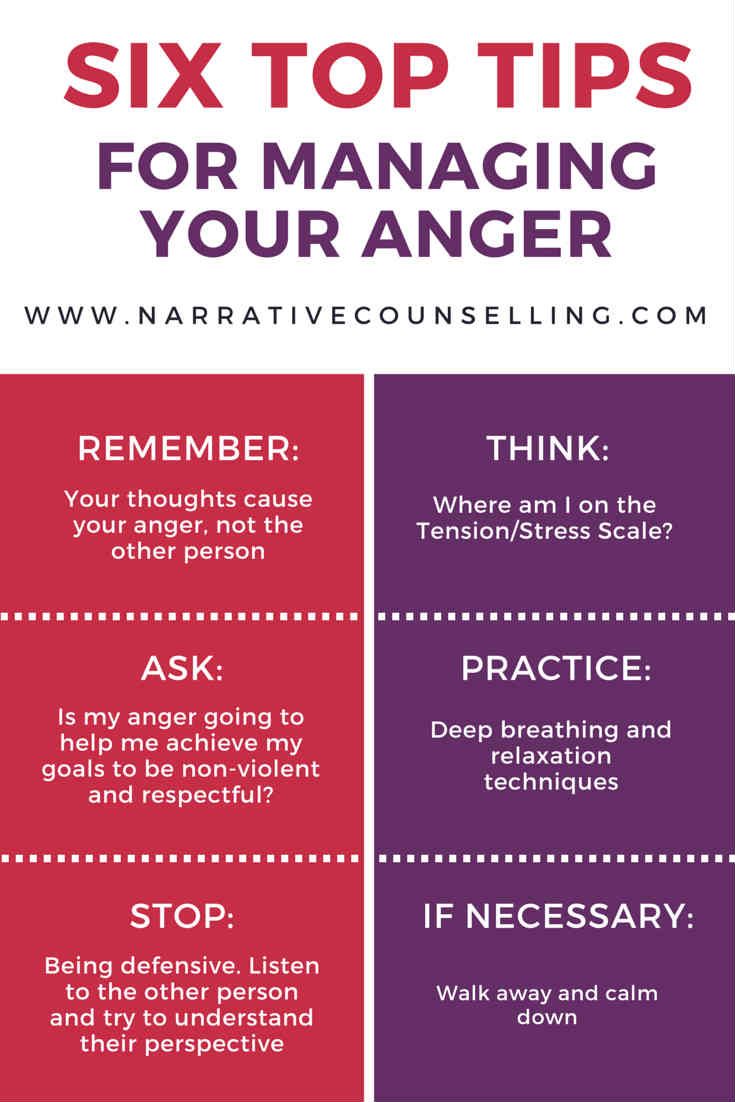 SIX TOP TIPS
FOR MANAGING
YOUR ANGER
WWW.NARRATIVECOUNSELLING.COM
REMEMBER:
Your thoughts cause
your anger, not the
other person
THINK:
Where am I on the
Tension/Stress Scale?
ASK:
Is my anger going to
help me achieve my
goals to be non-violent
and respectful?
PRACTICE:
Deep breathing and
relaxation
techniques
STOP:
Being defensive. Listen
to the other person
and try to understand
their perspective
IF NECESSARY:
Walk away and calm
down